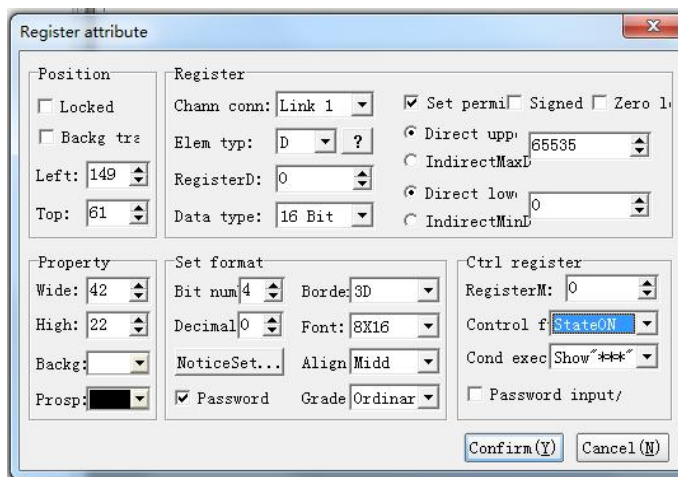 Register attribute
Position
Locked
Backg tra
Left: 149
Top: 61
Register
Chann conn: Link 1
Elem typ: D ?
RegisterD: 0
Data type: 16 Bit
Set permi Signed Zero l
Direct upp 65535
IndirectMaxD
Direct low 0
IndirectMinD
Property
Wide: 42
High: 22
Backg:
Prosp:
Set format
Bit num 4 Borde: 3D
Decimal 0 Font: 8X16
NoticeSet... Align Midd
Password Grade Ordinar
Ctrl register
RegisterM: 0
Control f StateON
Cond exec Show"***"
Password input/
Confirm(Y) Cancel(N)